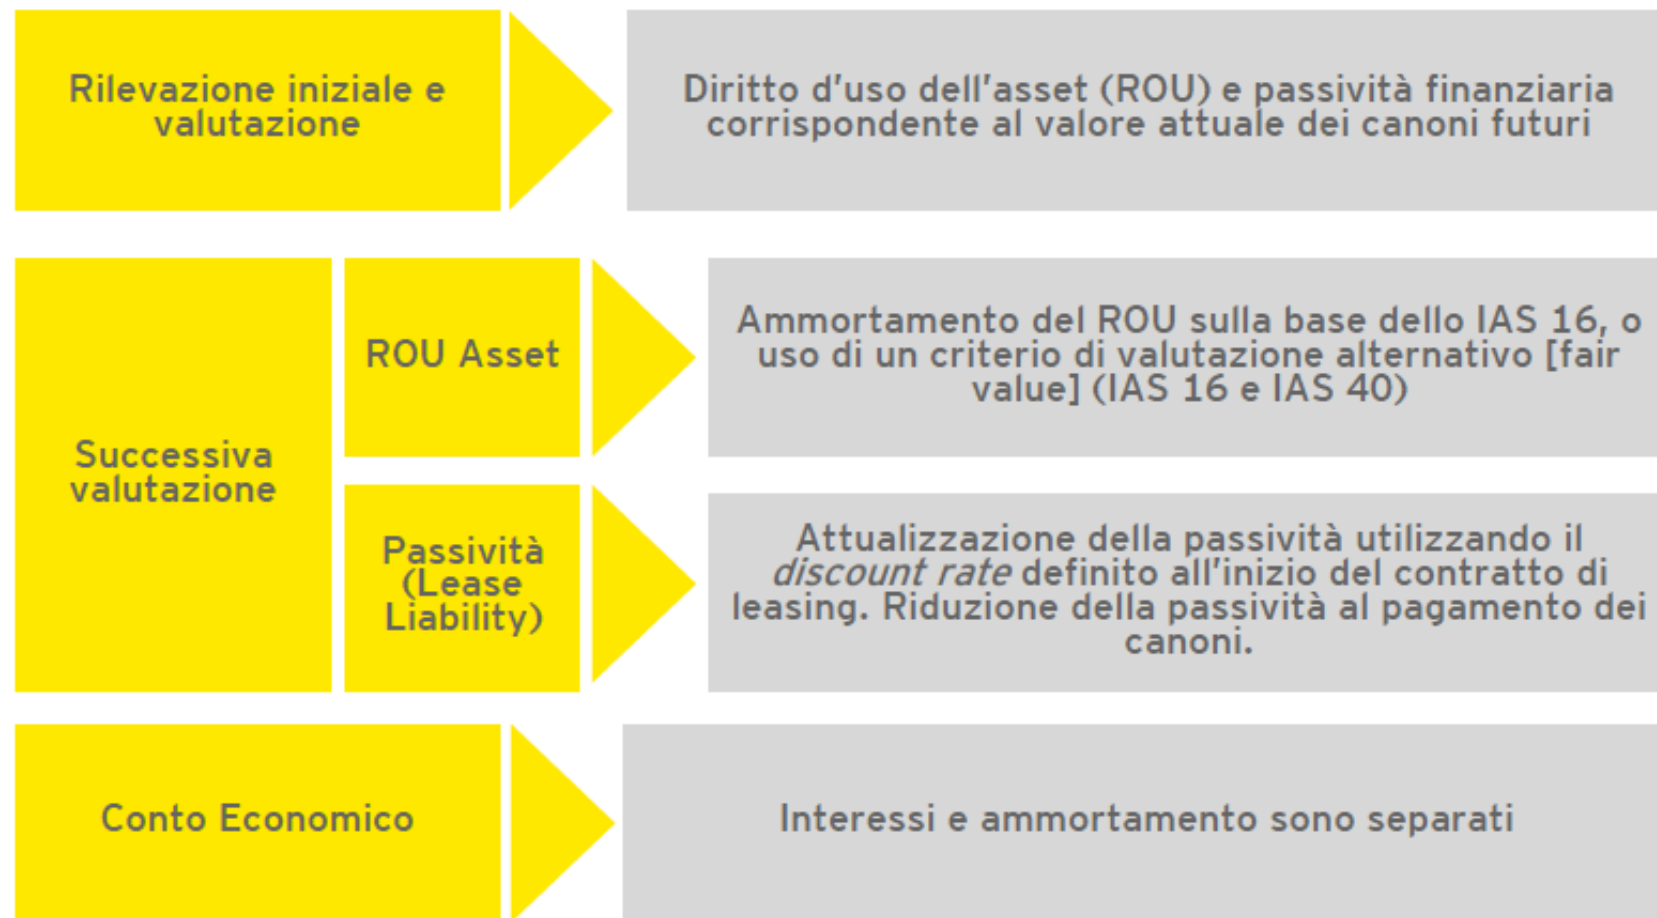 Rilevazione iniziale e
valutazione
Diritto d'uso dell'asset (ROU) e passività finanziaria
corrispondente al valore attuale dei canoni futuri
Successiva
valutazione
ROU Asset
Ammortamento del ROU sulla base dello IAS 16, o
uso di un criterio di valutazione alternativo [fair
value] (IAS 16 e IAS 40)
Passività
(Lease
Liability)
Attualizzazione della passività utilizzando il
discount rate definito all'inizio del contratto di
leasing. Riduzione della passività al pagamento dei
canoni.
Conto Economico
Interessi e ammortamento sono separati